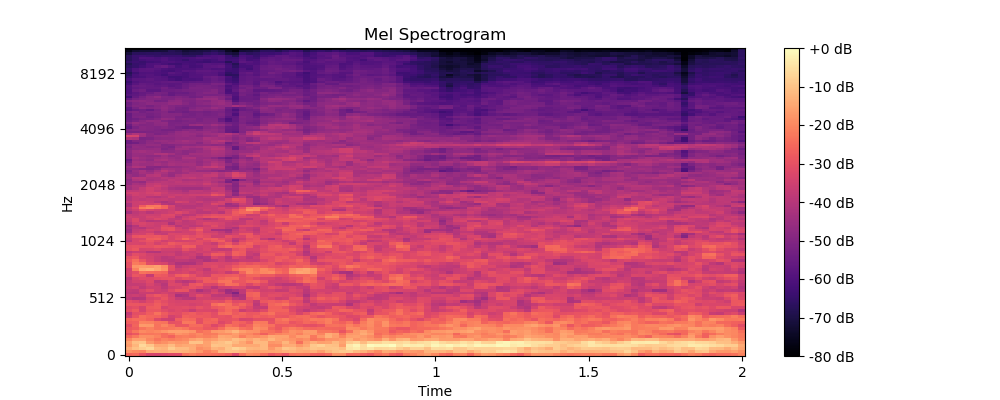 Mel Spectrogram
+0 dB
8192
-10 dB
4096
-20 dB
-30 dB
2048
Hz
-40 dB
1024
-50 dB
512
-60 dB
-70 dB
0
-80 dB
0 0.5 1 1.5 2
Time